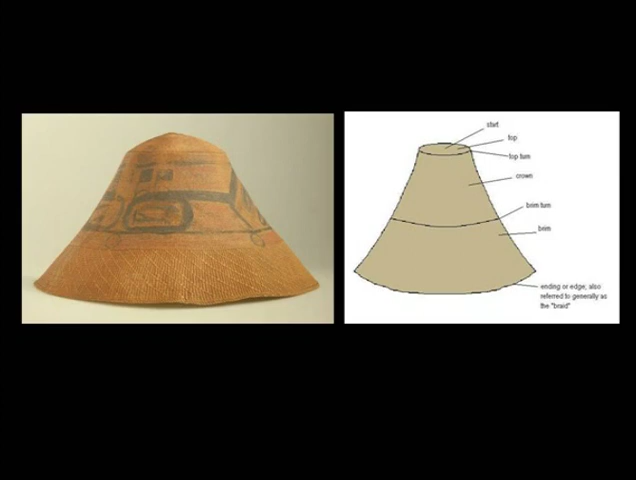 start
top
top turn
crown
brim turn
brim
ending or edge; also
referred to generally as
the "braid"